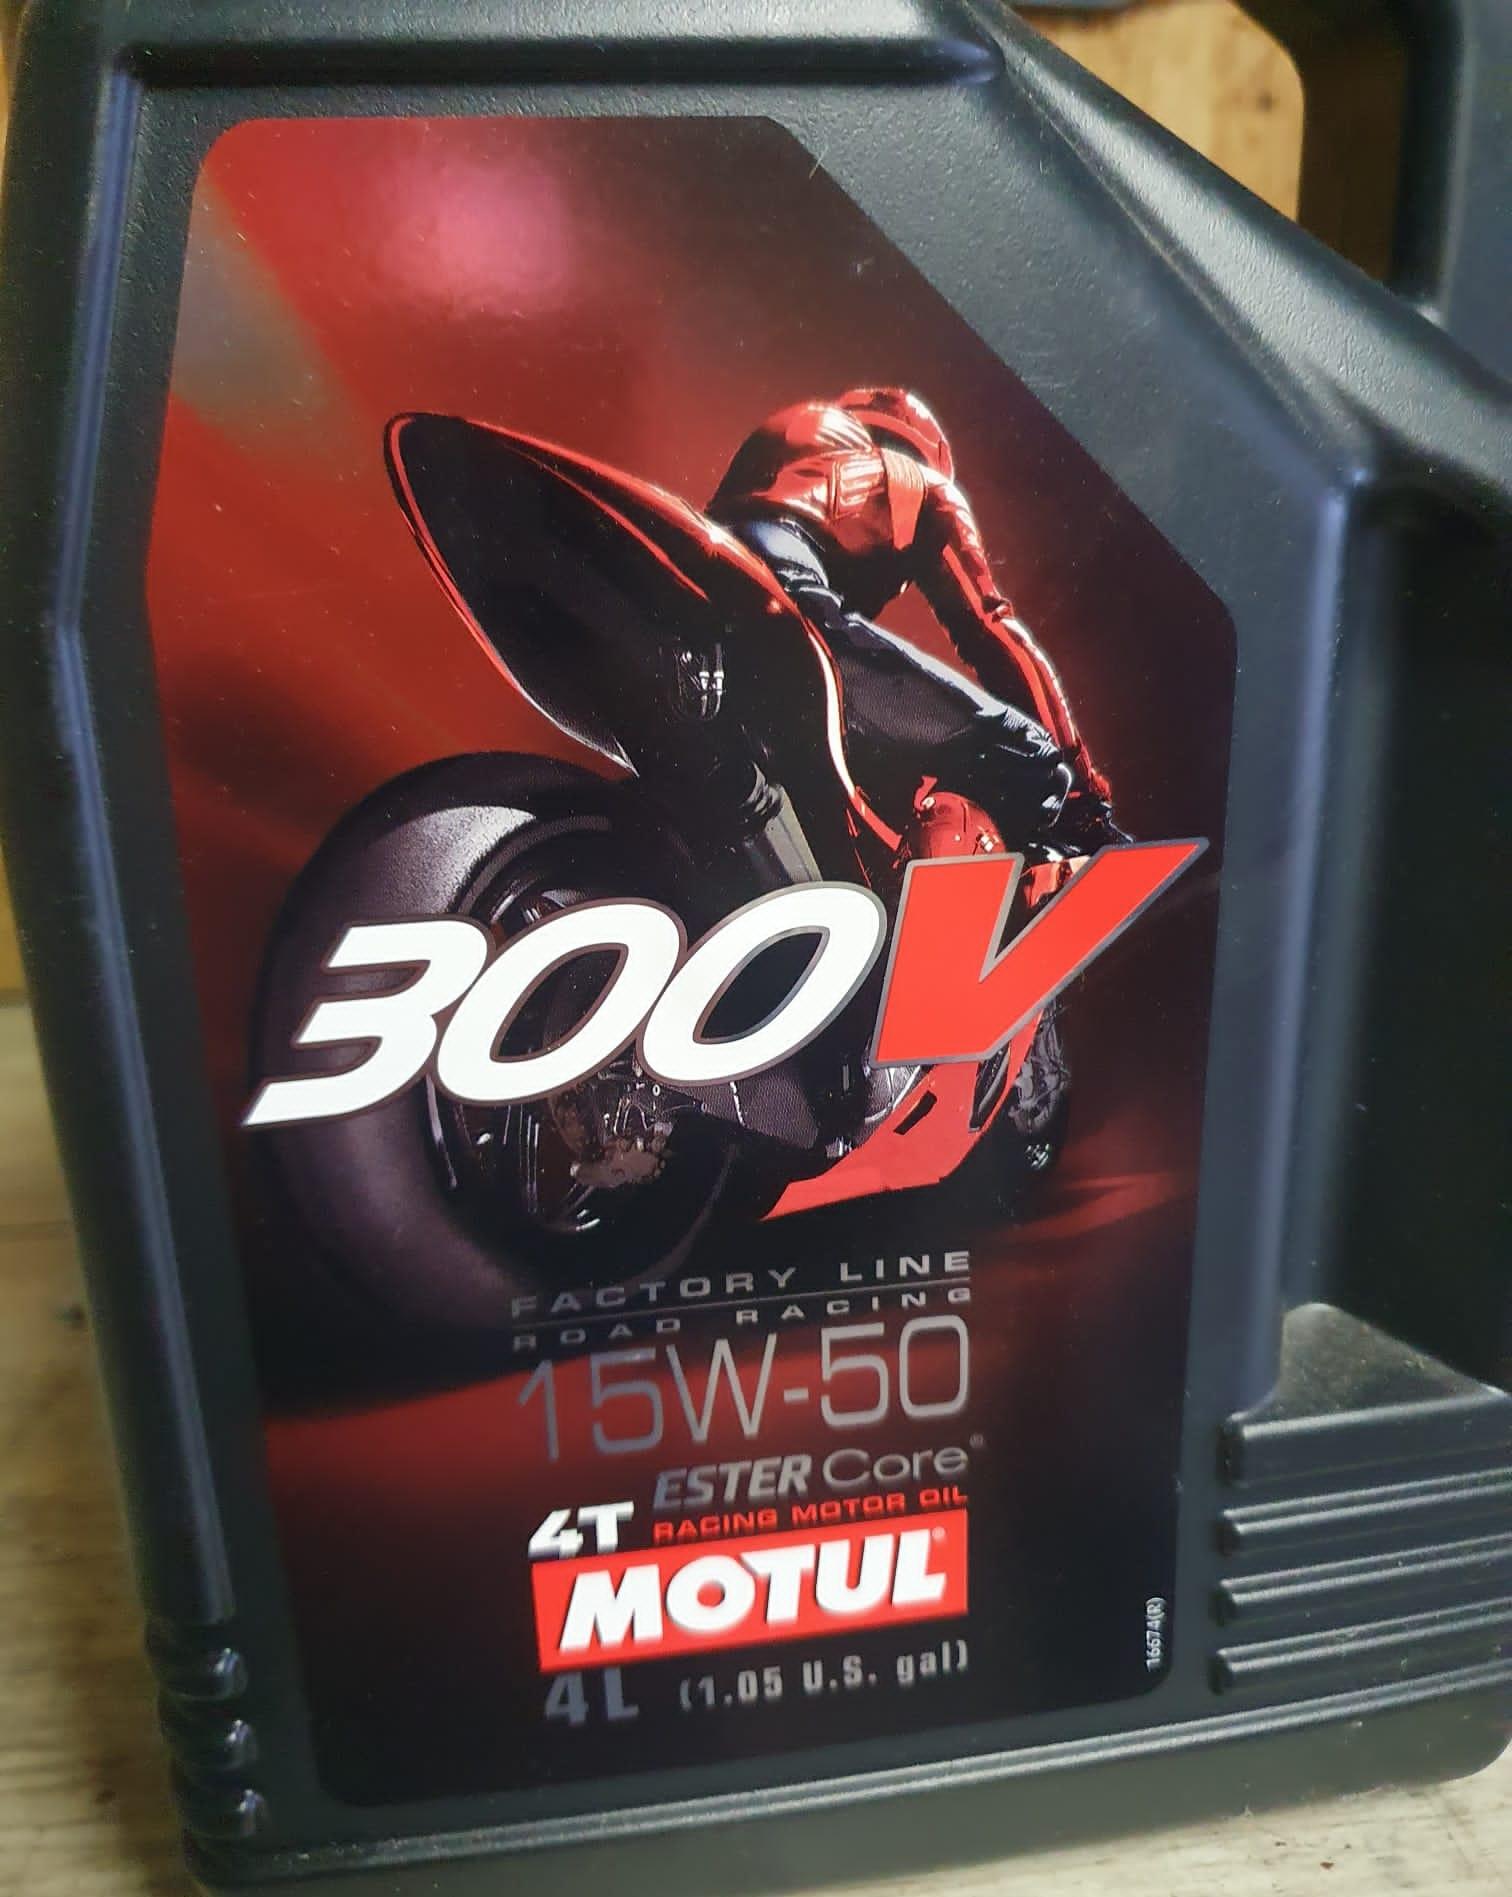 300V
FACTORY LINE
ROAD RACING
15W-50
ESTER Core®
4T RACING MOTOR OIL
MOTUL®
4L (1.05 U.S. gal)
16674(R)